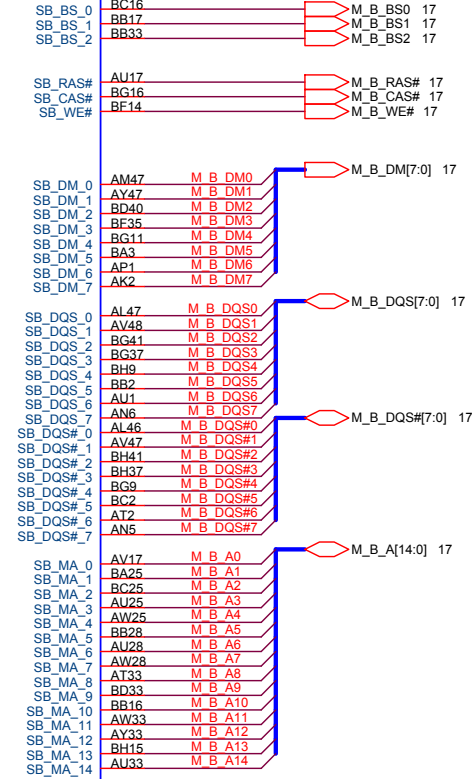 SB_BS_0 BC16 M_B_BS0 17
SB_BS_1 BB17 M_B_BS1 17
SB_BS_2 BB33 M_B_BS2 17
SB_RAS# AU17 M_B_RAS# 17
SB_CAS# BG16 M_B_CAS# 17
SB_WE# BF14 M_B_WE# 17
M_B_DM[7:0] 17
SB_DM_0 AM47 M_B_DM0
SB_DM_1 AY47 M_B_DM1
SB_DM_2 BD40 M_B_DM2
SB_DM_3 BF35 M_B_DM3
SB_DM_4 BG11 M_B_DM4
SB_DM_5 BA3 M_B_DM5
SB_DM_6 AP1 M_B_DM6
SB_DM_7 AK2 M_B_DM7
M_B_DQS[7:0] 17
SB_DQS_0 AL47 M_B_DQS0
SB_DQS_1 AV48 M_B_DQS1
SB_DQS_2 BG41 M_B_DQS2
SB_DQS_3 BG37 M_B_DQS3
SB_DQS_4 BH9 M_B_DQS4
SB_DQS_5 BB2 M_B_DQS5
SB_DQS_6 AU1 M_B_DQS6
SB_DQS_7 AN6 M_B_DQS7
M_B_DQS#[7:0] 17
SB_DQS#_0 AL46 M_B_DQS#0
SB_DQS#_1 AV47 M_B_DQS#1
SB_DQS#_2 BH41 M_B_DQS#2
SB_DQS#_3 BH37 M_B_DQS#3
SB_DQS#_4 BG9 M_B_DQS#4
SB_DQS#_5 BC2 M_B_DQS#5
SB_DQS#_6 AT2 M_B_DQS#6
SB_DQS#_7 AN5 M_B_DQS#7
M_B_A[14:0] 17
SB_MA_0 AV17 M_B_A0
SB_MA_1 BA25 M_B_A1
SB_MA_2 BC25 M_B_A2
SB_MA_3 AU25 M_B_A3
SB_MA_4 AW25 M_B_A4
SB_MA_5 BB28 M_B_A5
SB_MA_6 AU28 M_B_A6
SB_MA_7 AW28 M_B_A7
SB_MA_8 AT33 M_B_A8
SB_MA_9 BD33 M_B_A9
SB_MA_10 BB16 M_B_A10
SB_MA_11 AW33 M_B_A11
SB_MA_12 AY33 M_B_A12
SB_MA_13 BH15 M_B_A13
SB_MA_14 AU33 M_B_A14